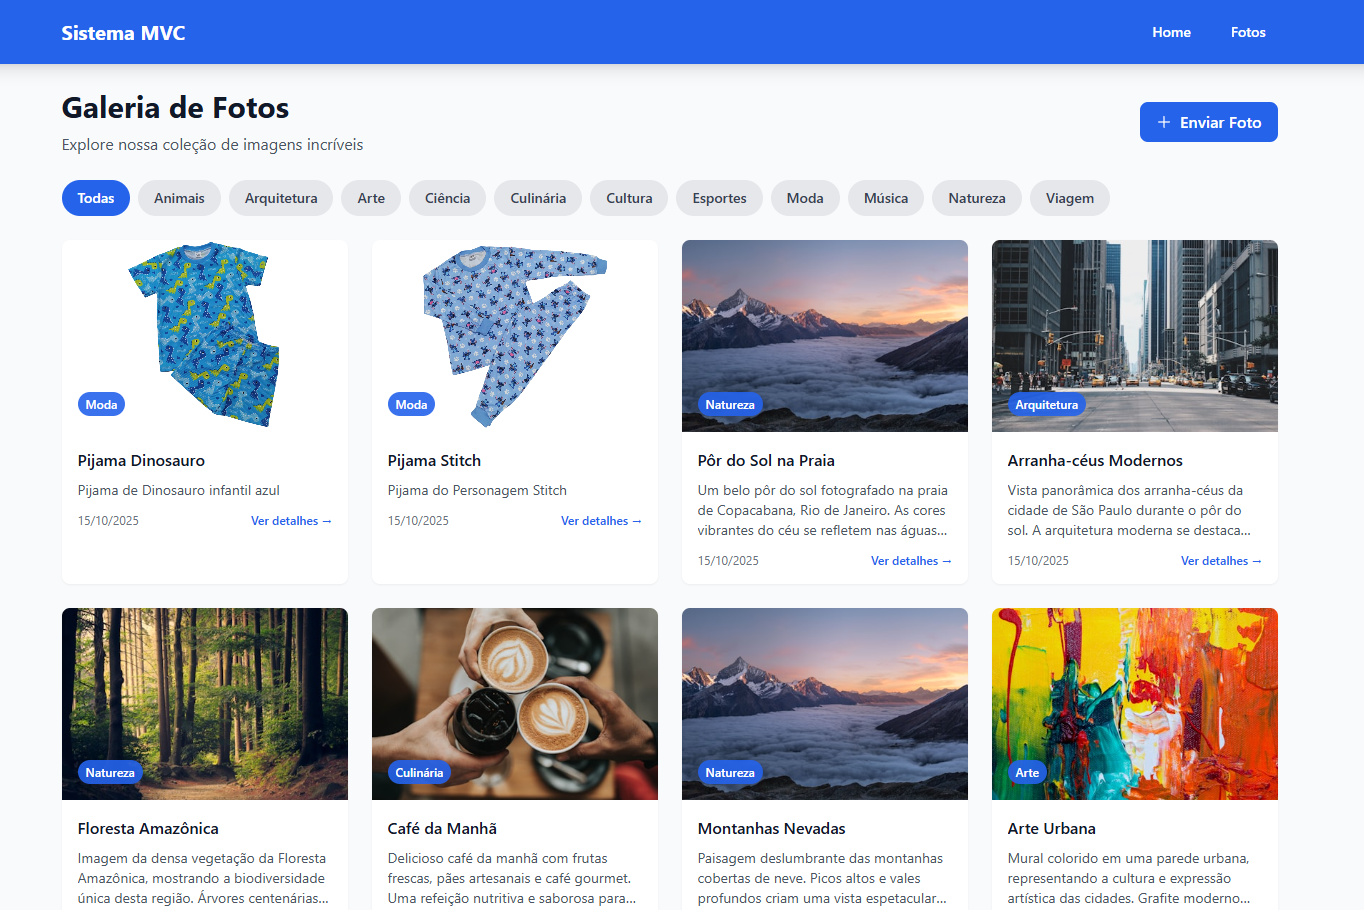 Sistema MVC
Home
Fotos
Galeria de Fotos
Explore nossa coleção de imagens incríveis
Enviar Foto
Todas
Animais
Arquitetura
Arte
Ciência
Culinária
Cultura
Esportes
Moda
Música
Natureza
Viagem
Moda
Pijama Dinosauro
Pijama de Dinosauro infantil azul
15/10/2025
Ver detalhes →
Moda
Pijama Stitch
Pijama do Personagem Stitch
15/10/2025
Ver detalhes →
Natureza
Pôr do Sol na Praia
Um belo pôr do sol fotografado na praia
de Copacabana, Rio de Janeiro. As cores
vibrantes do céu se refletem nas águas...
15/10/2025
Ver detalhes →
Arquitetura
Arranha-céus Modernos
Vista panorâmica dos arranha-céus da
cidade de São Paulo durante o pôr do
sol. A arquitetura moderna se destaca...
15/10/2025
Ver detalhes →
Natureza
Floresta Amazônica
Imagem da densa vegetação da Floresta
Amazônica, mostrando a biodiversidade
única desta região. Árvores centenárias...
Culinária
Café da Manhã
Delicioso café da manhã com frutas
frescas, pães artesanais e café gourmet.
Uma refeição nutritiva e saborosa para...
Natureza
Montanhas Nevadas
Paisagem deslumbrante das montanhas
cobertas de neve. Picos altos e vales
profundos criam uma vista espetacular...
Arte
Arte Urbana
Mural colorido em uma parede urbana,
representando a cultura e expressão
artística das cidades. Grafite moderno...